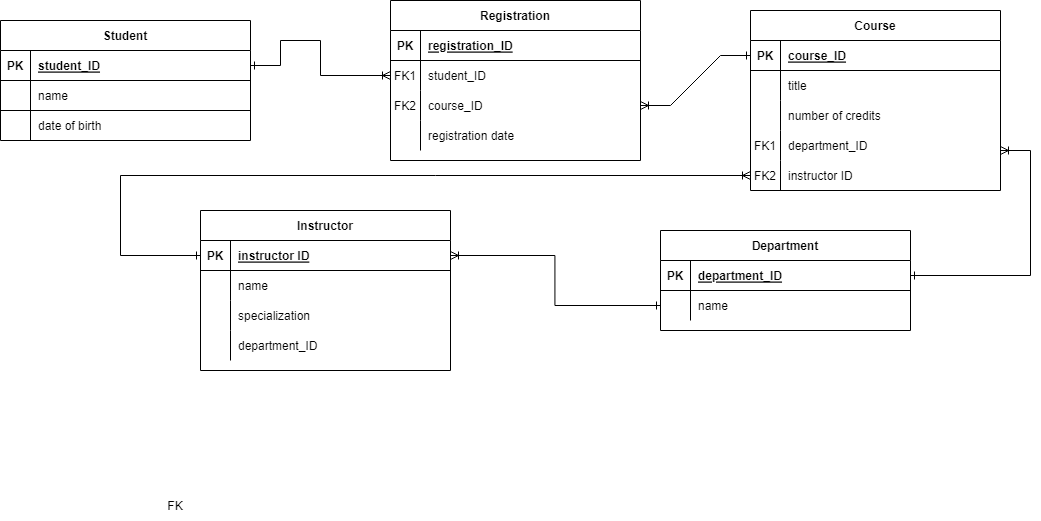 Student
PK student_ID
name
date of birth
Registration
PK registration_ID
FK1 student_ID
FK2 course_ID
registration date
Course
PK course_ID
title
number of credits
FK1 department_ID
FK2 instructor ID
Instructor
PK instructor ID
name
specialization
department_ID
Department
PK department_ID
name
FK